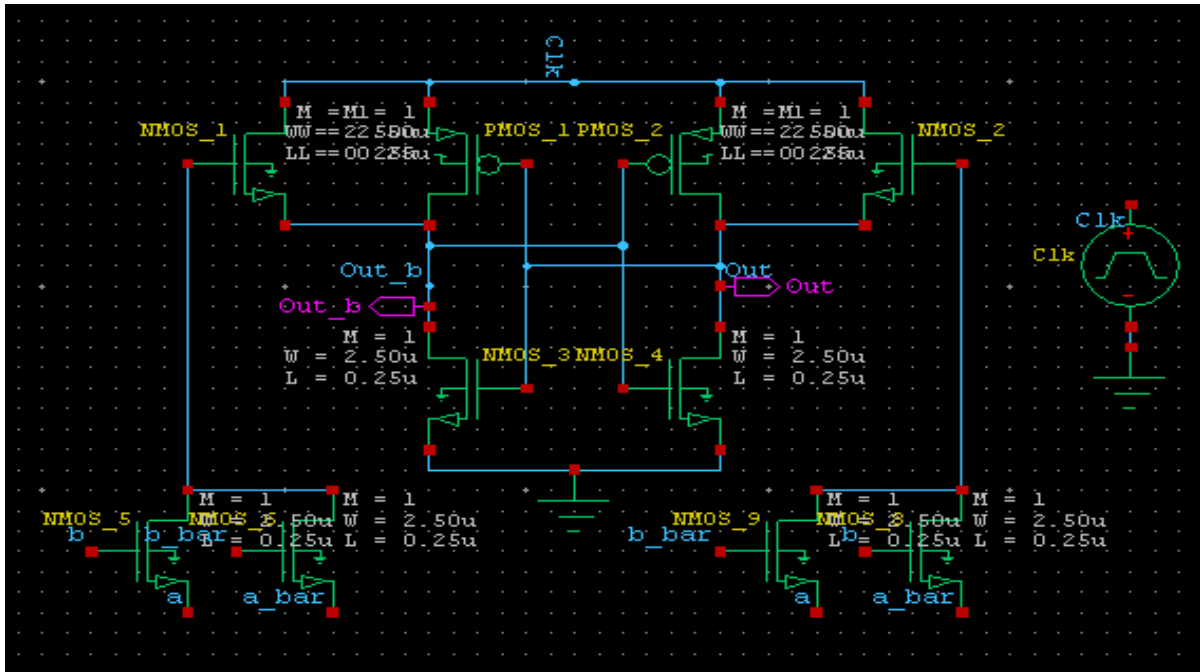 Clk
M = M1 = 1
M = M1 = 1
NMOS_1
PMOS_1
PMOS_2
NMOS_2
Clk
Clk
Out_b
Out
Out_b
Out
M = 1
W = 2.50u
L = 0.25u
NMOS_3
NMOS_4
M = 1
W = 2.50u
L = 0.25u
NMOS_5
b
M = 1
b_bar
M = 1
W = 2.50u
L = 0.25u
a
a_bar
NMOS_9
b_bar
M = 1
b
M = 1
W = 2.50u
L = 0.25u
a
a_bar